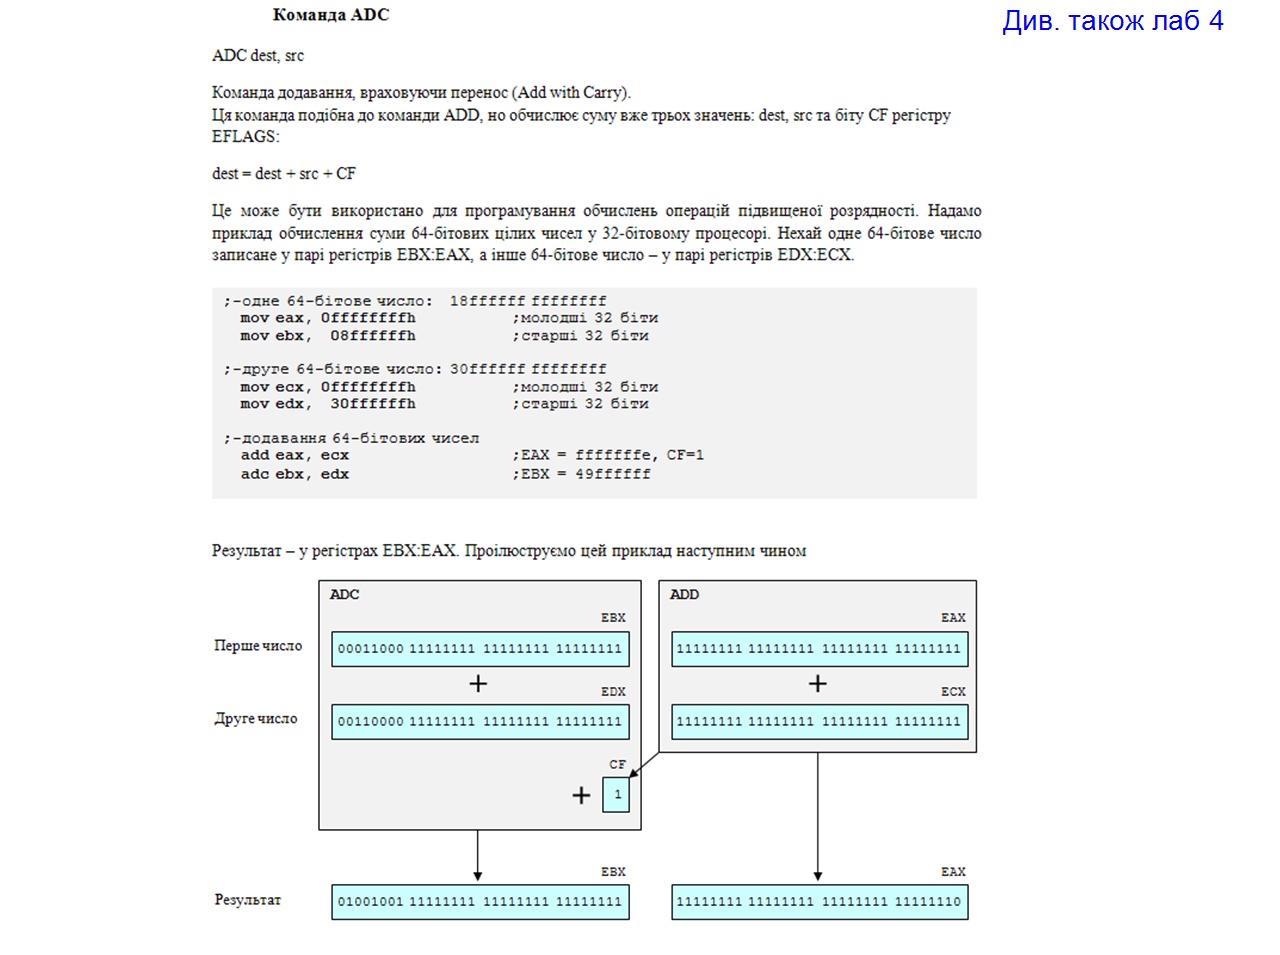 Команда ADC
Див. також лаб 4
ADC dest, src
Команда додавання, враховуючи перенос (Add with Carry).
Ця команда подібна до команди ADD, но обчислює суму вже трьох значень: dest, src та біту CF регістру
EFLAGS:
dest = dest + src + CF
Це може бути використано для програмування обчислень операцій підвищеної розрядності. Надамо
приклад обчислення суми 64-бітових цілих чисел у 32-бітовому процесорі. Нехай одне 64-бітове число
записане у парі регістрів EBX:EAX, а інше 64-бітове число – у парі регістрів EDX:ECX.
;-одне 64-бітове число: 18ffffff ffffffff
mov eax, 0ffffffffh ;молодші 32 біти
mov ebx, 08ffffffh ;старші 32 біти
;-друге 64-бітове число: 30ffffff ffffffff
mov ecx, 0ffffffffh ;молодші 32 біти
mov edx, 30ffffffh ;старші 32 біти
;-додавання 64-бітових чисел
add eax, ecx ;EAX = fffffffe, CF=1
adc ebx, edx ;EBX = 49ffffff
Результат – у регістрах EBX:EAX. Проілюструємо цей приклад наступним чином
ADC ADD
EBX EAX
Перше число 00011000 11111111 11111111 11111111 11111111 11111111 11111111 11111111
+ +
EDX ECX
Друге число 00110000 11111111 11111111 11111111 11111111 11111111 11111111 11111111
CF
+ 1
EBX EAX
Результат 01001001 11111111 11111111 11111111 11111111 11111111 11111111 11111110